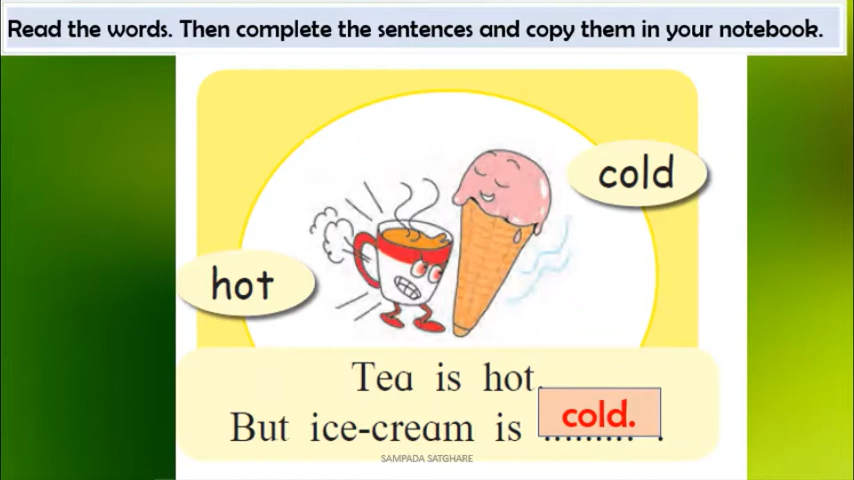 Read the words. Then complete the sentences and copy them in your notebook.
cold
hot
Tea is hot.
But ice-cream is cold. .
SAMPADA SATGHARE